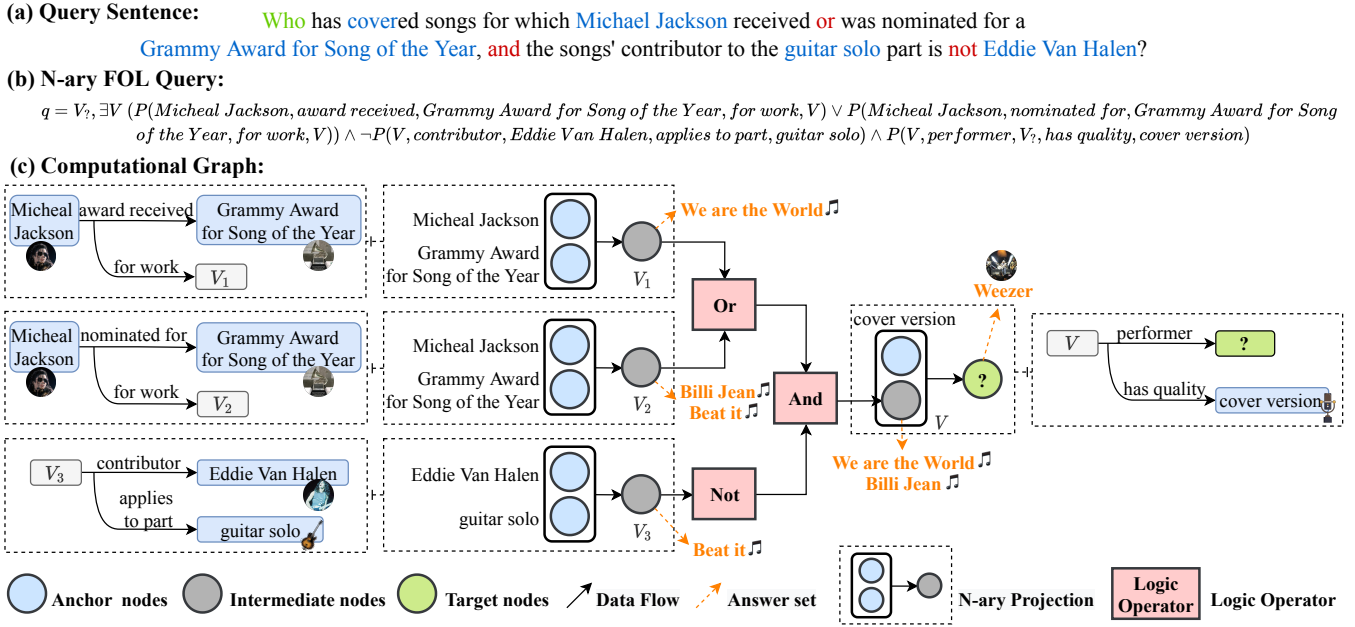 (a) Query Sentence:
Who has covered songs for which Michael Jackson received or was nominated for a
Grammy Award for Song of the Year, and the songs' contributor to the guitar solo part is not Eddie Van Halen?
(b) N-ary FOL Query:
q = V?, ∃V (P(Micheal Jackson, award received, Grammy Award for Song of the Year, for work, V) ∨ P(Micheal Jackson, nominated for, Grammy Award for Song
of the Year, for work, V)) ∧ ¬P(V, contributor, Eddie Van Halen, applies to part, guitar solo) ∧ P(V, performer, V?, has quality, cover version)
(c) Computational Graph:
Micheal
Jackson
award received
Grammy Award
for Song of the Year
for work
V1
Micheal Jackson
Grammy Award
for Song of the Year
V1
We are the World
Micheal
Jackson
nominated for
Grammy Award
for Song of the Year
for work
V2
Micheal Jackson
Grammy Award
for Song of the Year
V2
Billi Jean
Beat it
V3
contributor
Eddie Van Halen
applies
to part
guitar solo
Eddie Van Halen
guitar solo
V3
Beat it
Or
Not
And
cover version
V
?
Weezer
We are the World
Billi Jean
V
performer
?
has quality
cover version
Anchor nodes
Intermediate nodes
Target nodes
Data Flow
Answer set
N-ary Projection
Logic
Operator
Logic Operator